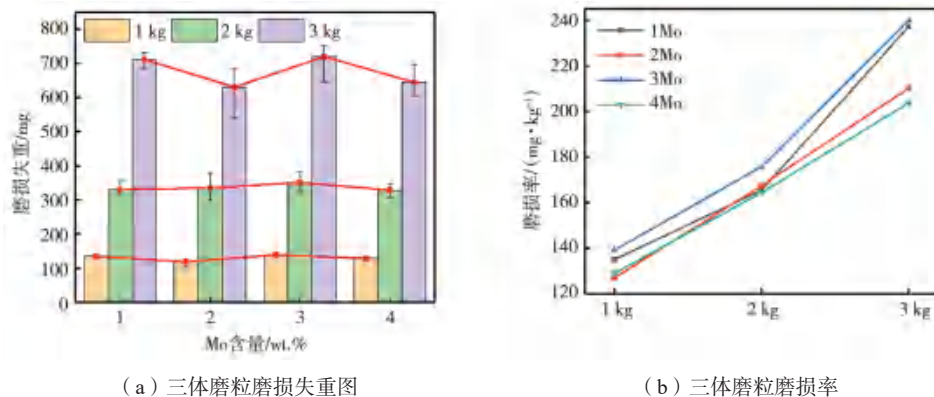 800
700
600
500
400
300
200
100
0
磨损失重/mg
1 kg 2 kg 3 kg
1 2 3 4
Mo含量/wt.%
（a）三体磨粒磨损失重图
240
220
200
180
160
140
120
磨损率/(mg·kg⁻¹)
1Mo
2Mo
3Mo
4Mo
1 kg 2 kg 3 kg
（b）三体磨粒磨损率